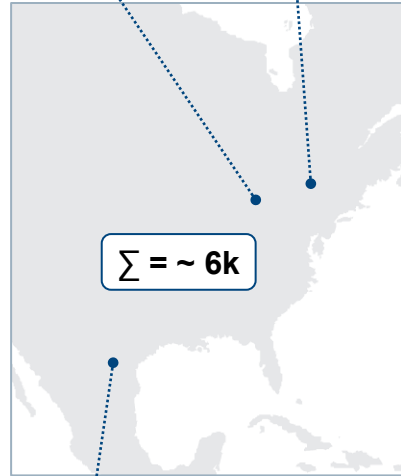 ∑ = ~ 6k